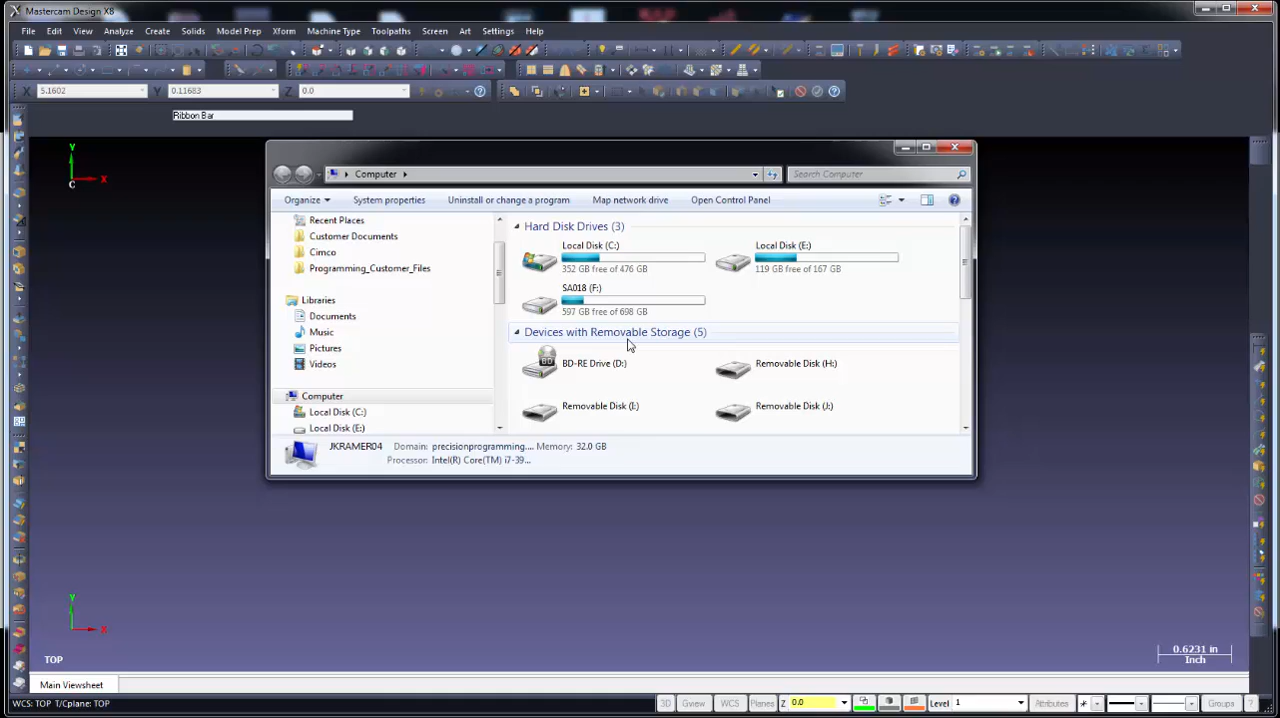 Mastercam Design X8
File Edit View Analyze Create Solids Model Prep Xform Machine Type Toolpaths Screen Art Settings Help
X 5.1602 Y 0.11683 Z 0.0
Ribbon Bar
Computer Search Computer
Organize System properties Uninstall or change a program Map network drive Open Control Panel
Recent Places
Customer Documents
Cimco
Programming_Customer_Files
Libraries
Documents
Music
Pictures
Videos
Computer
Local Disk (C:)
Local Disk (E:)
Hard Disk Drives (3)
Local Disk (C:)
352 GB free of 476 GB
Local Disk (E:)
119 GB free of 167 GB
SA018 (F:)
597 GB free of 698 GB
Devices with Removable Storage (5)
BD-RE Drive (D:)
Removable Disk (H:)
Removable Disk (I:)
Removable Disk (J:)
JKRAMER04 Domain: precisionprogramming.... Memory: 32.0 GB
Processor: Intel(R) Core(TM) i7-39...
Y
C X
Y
X
TOP
0.6231 in
Inch
Main Viewsheet
WCS: TOP T/Cplane: TOP 3D Gview WCS Planes Z 0.0 Level 1 Attributes Groups ?